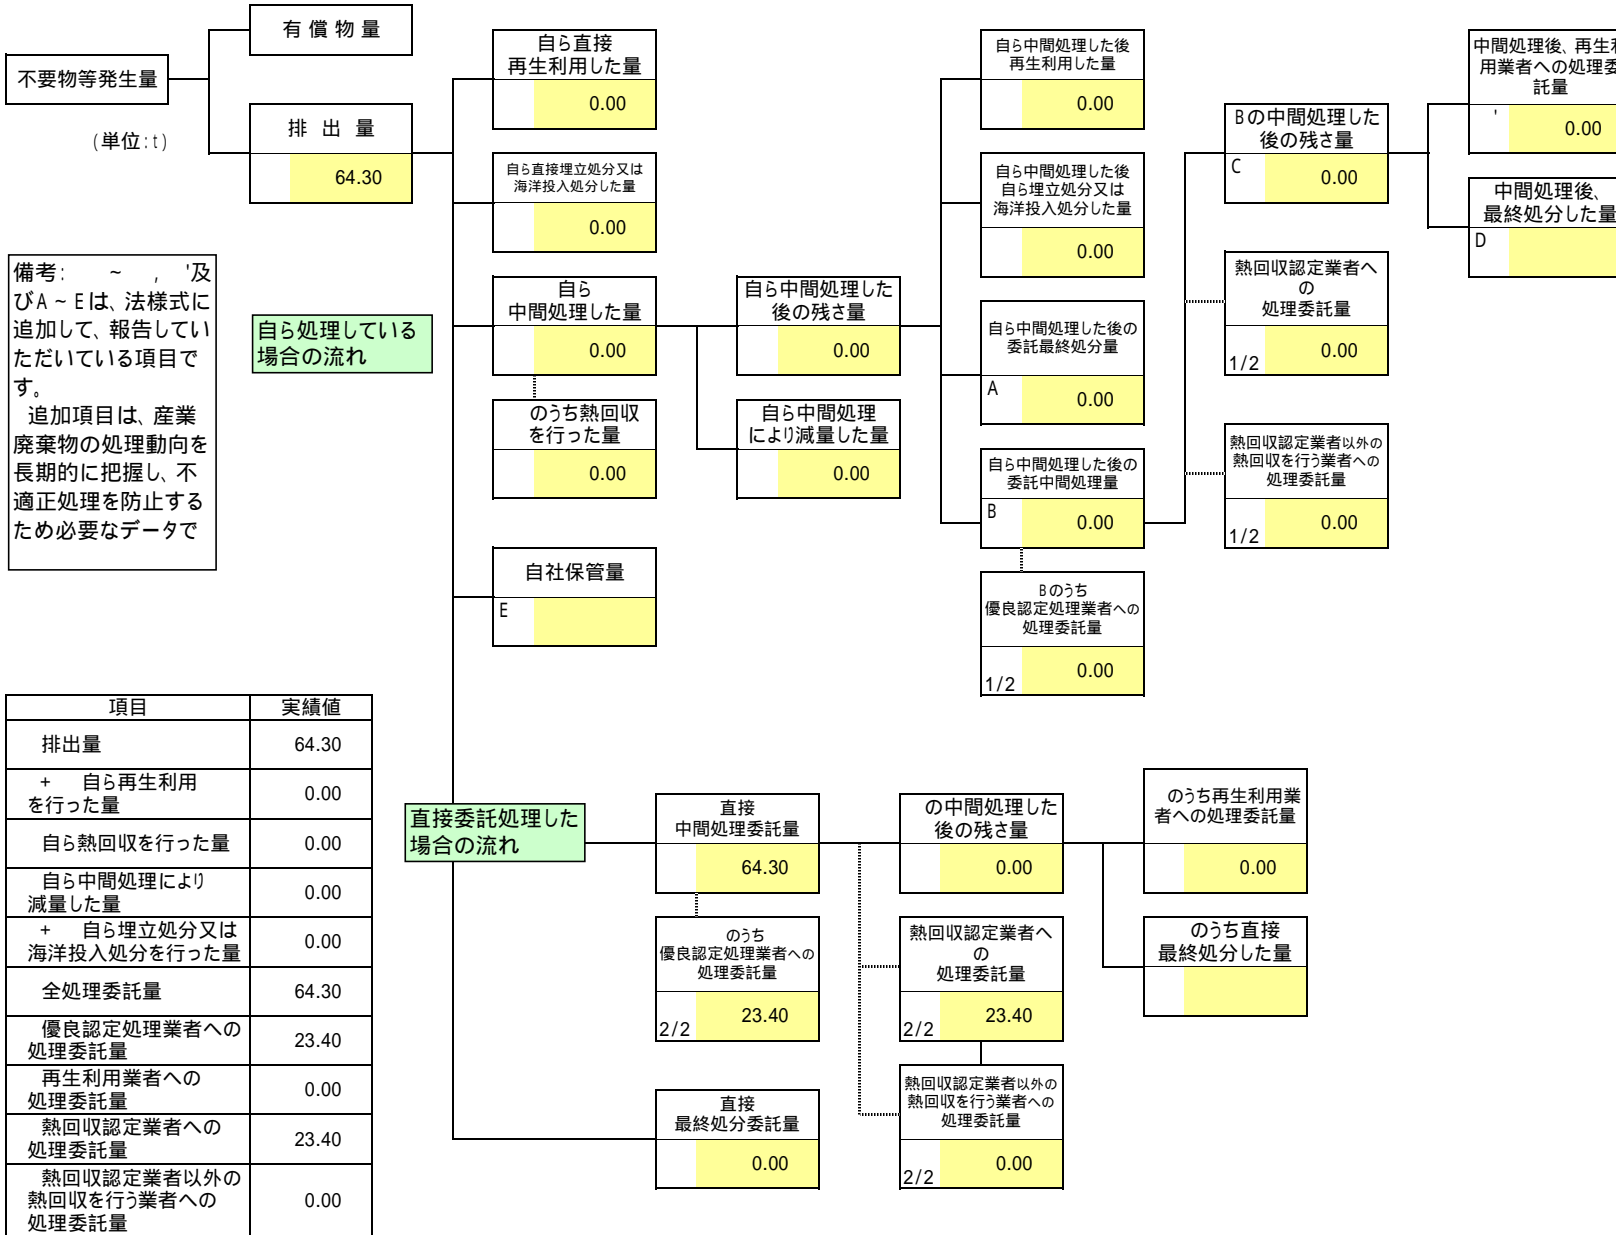 有 償 物 量
不要物等発生量
(単位:t)
排 出 量
64.30
備考: ~ , '及
びA~Eは、法様式に
追加して、報告してい
ただいている項目で
す。
追加項目は、産業
廃棄物の処理動向を
長期的に把握し、不
適正処理を防止する
ため必要なデータで
自ら処理している
場合の流れ
自ら直接
再生利用した量
0.00
自ら直接埋立処分又は
海洋投入処分した量
0.00
自ら
中間処理した量
0.00
のうち熱回収
を行った量
0.00
自社保管量
E
自ら中間処理した
後の残さ量
0.00
自ら中間処理
により減量した量
0.00
自ら中間処理した後
再生利用した量
0.00
自ら中間処理した後
自ら埋立処分又は
海洋投入処分した量
0.00
自ら中間処理した後の
委託最終処分量
A
0.00
自ら中間処理した後の
委託中間処理量
B
0.00
Bのうち
優良認定処理業者への
処理委託量
1/2
0.00
Bの中間処理した
後の残さ量
C
0.00
熱回収認定業者へ
の
処理委託量
1/2
0.00
熱回収認定業者以外の
熱回収を行う業者への
処理委託量
1/2
0.00
中間処理後、再生利
用業者への処理委
託量
'
0.00
中間処理後、
最終処分した量
D
項目 実績値
排出量 64.30
+ 自ら再生利用
を行った量 0.00
自ら熱回収を行った量 0.00
自ら中間処理により
減量した量 0.00
+ 自ら埋立処分又は
海洋投入処分を行った量 0.00
全処理委託量 64.30
優良認定処理業者への
処理委託量 23.40
再生利用業者への
処理委託量 0.00
熱回収認定業者への
処理委託量 23.40
熱回収認定業者以外の
熱回収を行う業者への
処理委託量 0.00
直接委託処理した
場合の流れ
直接
中間処理委託量
64.30
のうち
優良認定処理業者への
処理委託量
2/2
23.40
直接
最終処分委託量
0.00
の中間処理した
後の残さ量
0.00
熱回収認定業者へ
の
処理委託量
2/2
23.40
熱回収認定業者以外の
熱回収を行う業者への
処理委託量
2/2
0.00
のうち再生利用業
者への処理委託量
0.00
のうち直接
最終処分した量